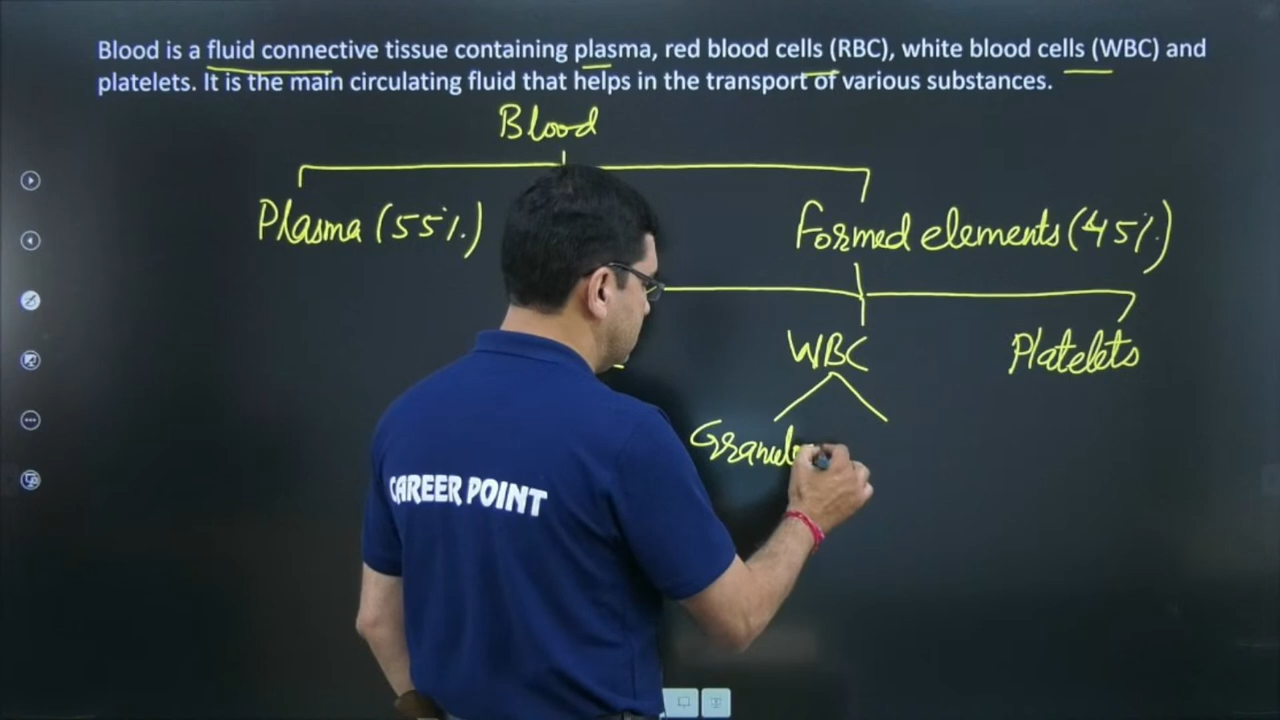 Blood is a fluid connective tissue containing plasma, red blood cells (RBC), white blood cells (WBC) and
platelets. It is the main circulating fluid that helps in the transport of various substances.
Blood
Plasma (55%)
Formed elements (45%)
WBC
Platelets
Granulo
CAREER POINT